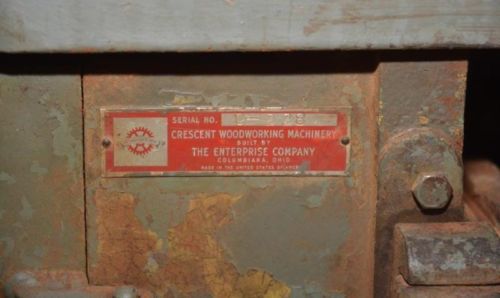 SERIAL NO.
CRESCENT WOODWORKING MACHINERY
BUILT BY
THE ENTERPRISE COMPANY
COLUMBIANA, OHIO
MADE IN THE UNITED STATES OF AMERICA